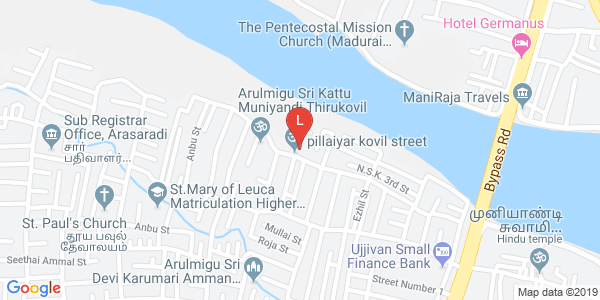 Hotel Germanus
The Pentecostal Mission
Church (Madurai...
ManiRaja Travels
Bypass Rd
Arulmigu Sri Kattu
Muniyandi Thirukovil
L
pillaiyar kovil street
Sub Registrar
Office, Arasaradi
சார்
பதிவாளர்...
Anbu St
N.S.K. 3rd St
St.Mary of Leuca
Matriculation Higher...
Ezhil St
முனியாண்டி
சுவாமி...
Hindu temple
St. Paul's Church
தூய பவுல்
தேவாலயம்
Anbu St
Mullai St
Roja St
Ujjivan Small
Finance Bank
Seethai Ammal St
Arulmigu Sri
Devi Karumari Amman...
Street Number 1
Google
Map data ©2019